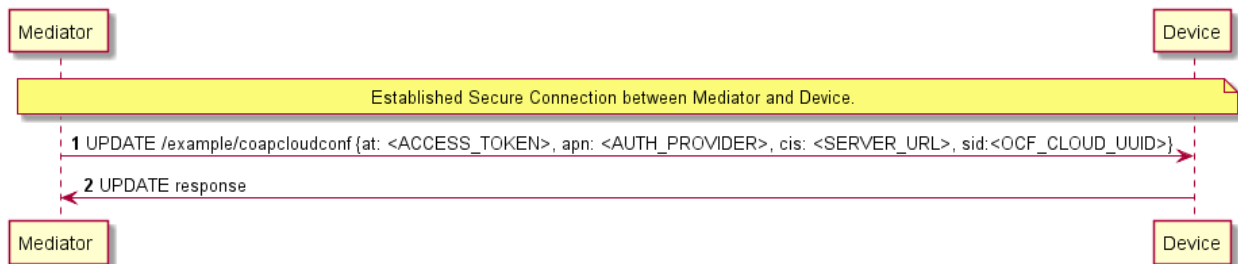 Mediator
Device
Established Secure Connection between Mediator and Device.
1 UPDATE /example/coapcloudconf {at: <ACCESS_TOKEN>, apn: <AUTH_PROVIDER>, cis: <SERVER_URL>, sid:<OCF_CLOUD_UUID>}
2 UPDATE response
Mediator
Device